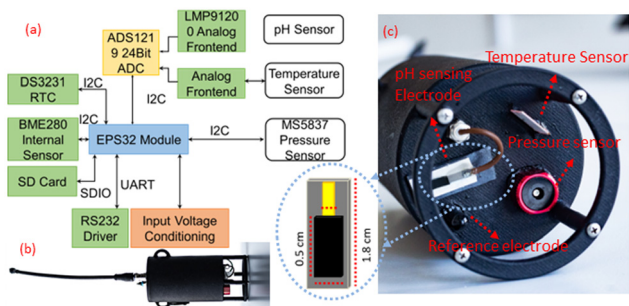 (a)
ADS121
9 24Bit
ADC
LMP9120
0 Analog
Frontend
pH Sensor
Analog
Frontend
Temperature
Sensor
DS3231
RTC
I2C
I2C
BME280
Internal
Sensor
I2C
EPS32 Module
I2C
MS5837
Pressure
Sensor
SD Card
SDIO
UART
RS232
Driver
Input Voltage
Conditioning
(b)
0.5 cm
1.8 cm
(c)
Temperature Sensor
pH sensing
Electrode
Pressure sensor
Reference electrode